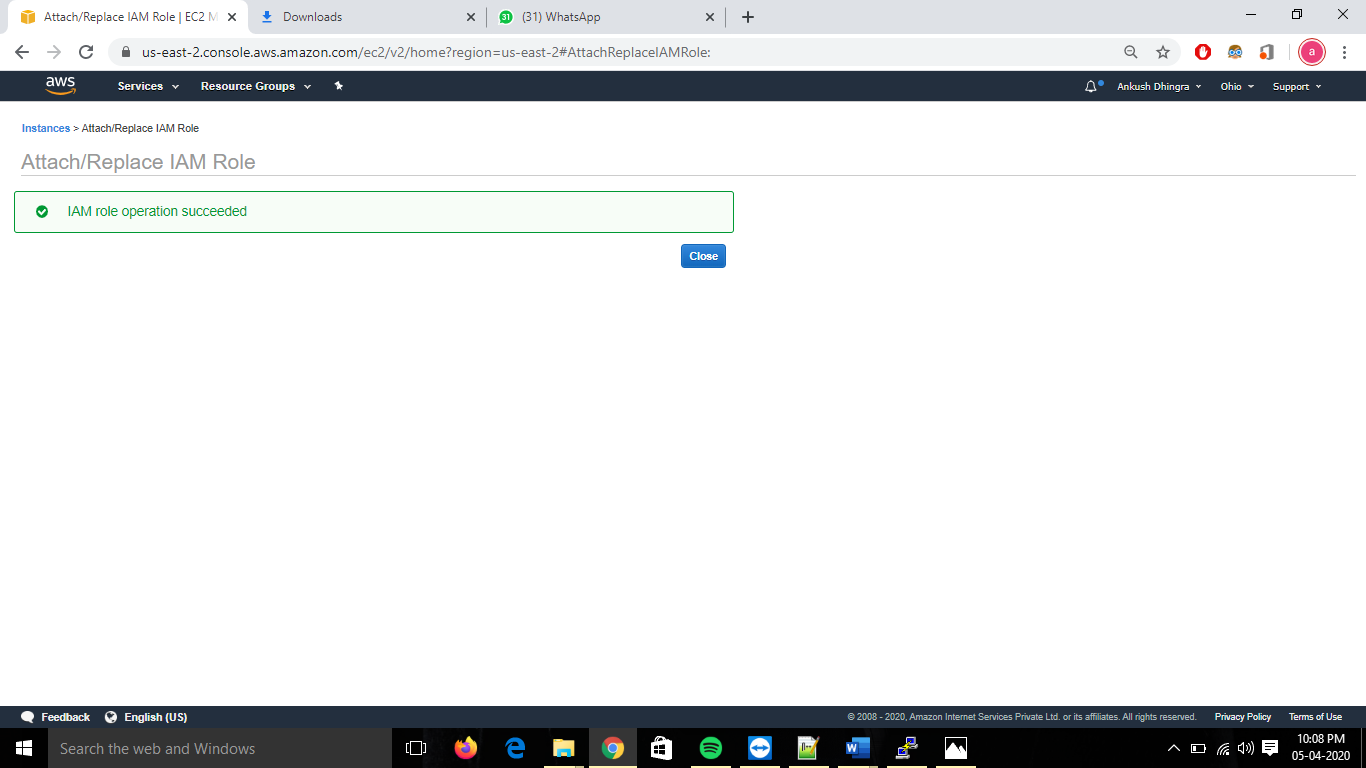 Attach/Replace IAM Role | EC2 M
Downloads
31
(31) WhatsApp
us-east-2.console.aws.amazon.com/ec2/v2/home?region=us-east-2#AttachReplaceIAMRole:
a
aws
Services
Resource Groups
Ankush Dhingra
Ohio
Support
Instances > Attach/Replace IAM Role
Attach/Replace IAM Role
IAM role operation succeeded
Close
Feedback
English (US)
© 2008 - 2020, Amazon Internet Services Private Ltd. or its affiliates. All rights reserved.
Privacy Policy
Terms of Use
Search the web and Windows
10:08 PM
05-04-2020